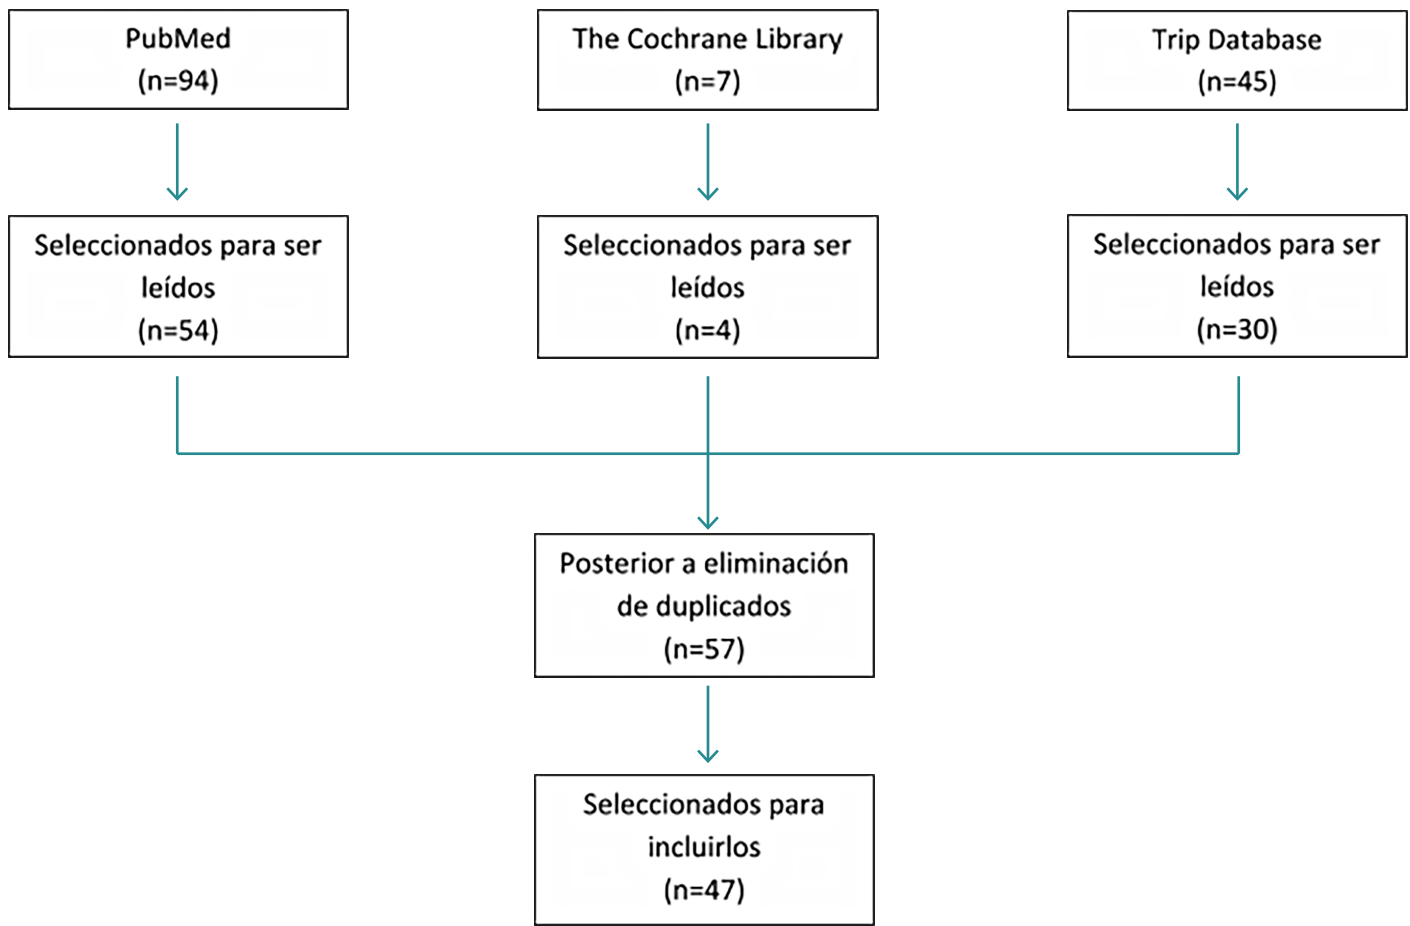 PubMed
(n=94)
The Cochrane Library
(n=7)
Trip Database
(n=45)
Seleccionados para ser
leídos
(n=54)
Seleccionados para ser
leídos
(n=4)
Seleccionados para ser
leídos
(n=30)
Posterior a eliminación
de duplicados
(n=57)
Seleccionados para
incluirlos
(n=47)